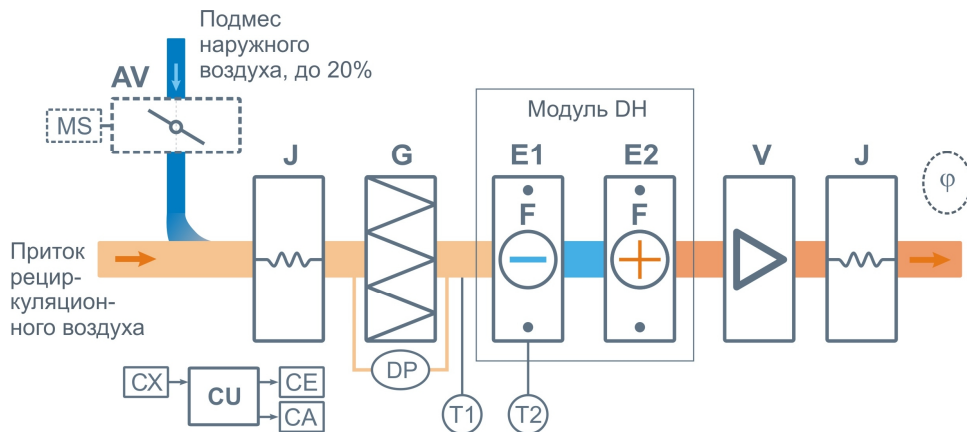 Подмес
наружного
воздуха, до 20%
AV
MS
Модуль DH
J
G
E1
E2
V
J
F
F
φ
Приток
рецир-
куляцион-
ного воздуха
DP
CX
CU
CE
CA
T1
T2